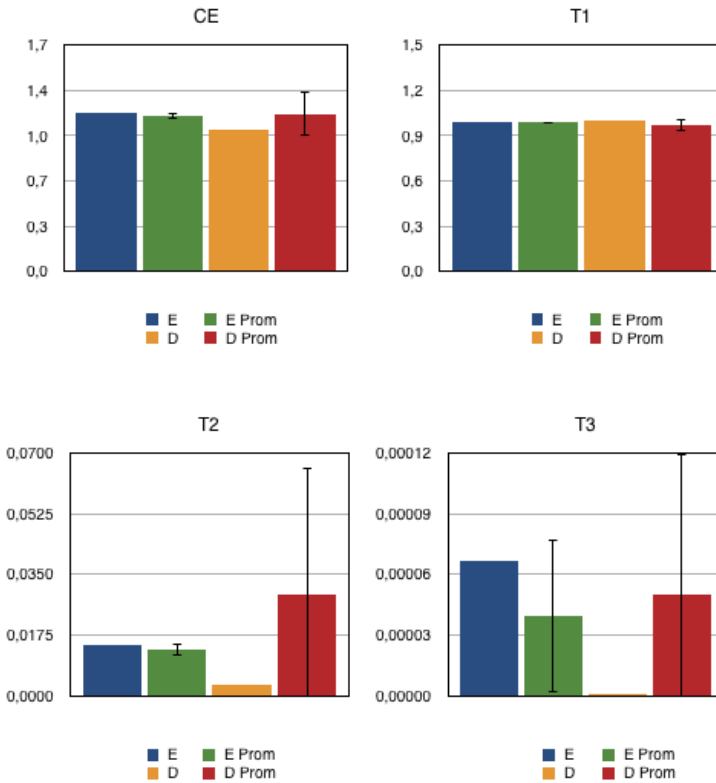 CE
1,7
1,4
1,0
0,7
0,3
0,0
E
E Prom
D
D Prom
T1
1,5
1,2
0,9
0,6
0,3
0,0
E
E Prom
D
D Prom
T2
0,0700
0,0525
0,0350
0,0175
0,0000
E
E Prom
D
D Prom
T3
0,00012
0,00009
0,00006
0,00003
0,00000
E
E Prom
D
D Prom